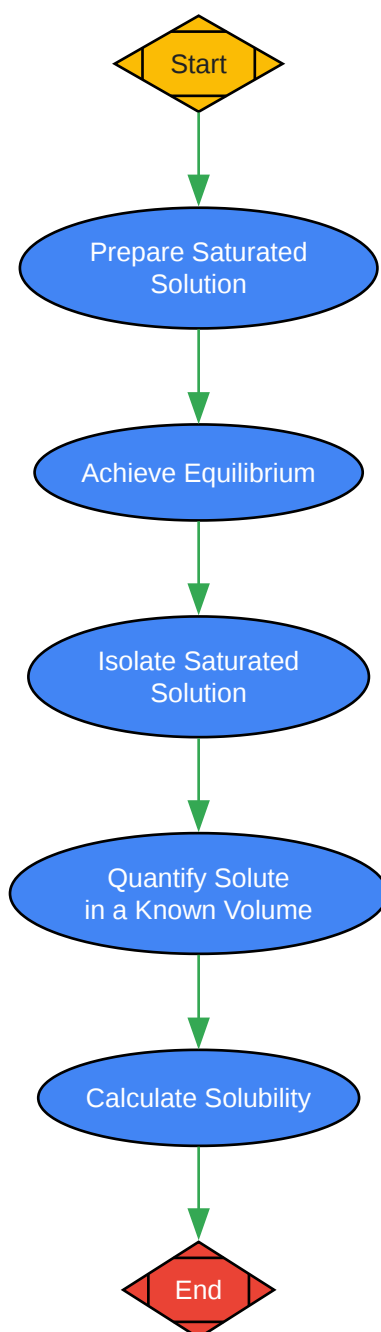 Start
Prepare Saturated
Solution
Achieve Equilibrium
Isolate Saturated
Solution
Quantify Solute
in a Known Volume
Calculate Solubility
End